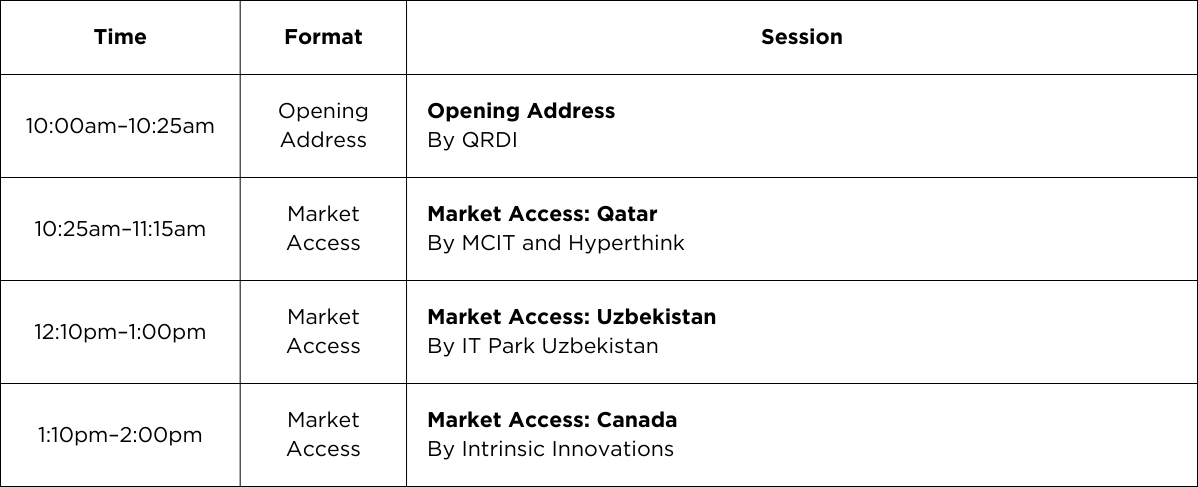 Time Format Session
10:00am–10:25am
Opening
Address
Opening Address
By QRDI
10:25am–11:15am
Market
Access
Market Access: Qatar
By MCIT and Hyperthink
12:10pm–1:00pm
Market
Access
Market Access: Uzbekistan
By IT Park Uzbekistan
1:10pm–2:00pm
Market
Access
Market Access: Canada
By Intrinsic Innovations